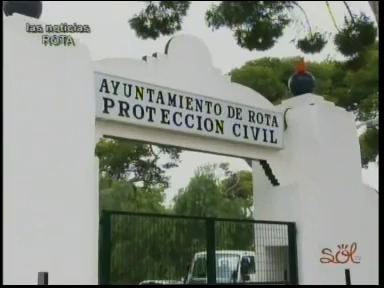 las noticias
ROTA
AYUNTAMIENTO DE ROTA
PROTECCION CIVIL
sol